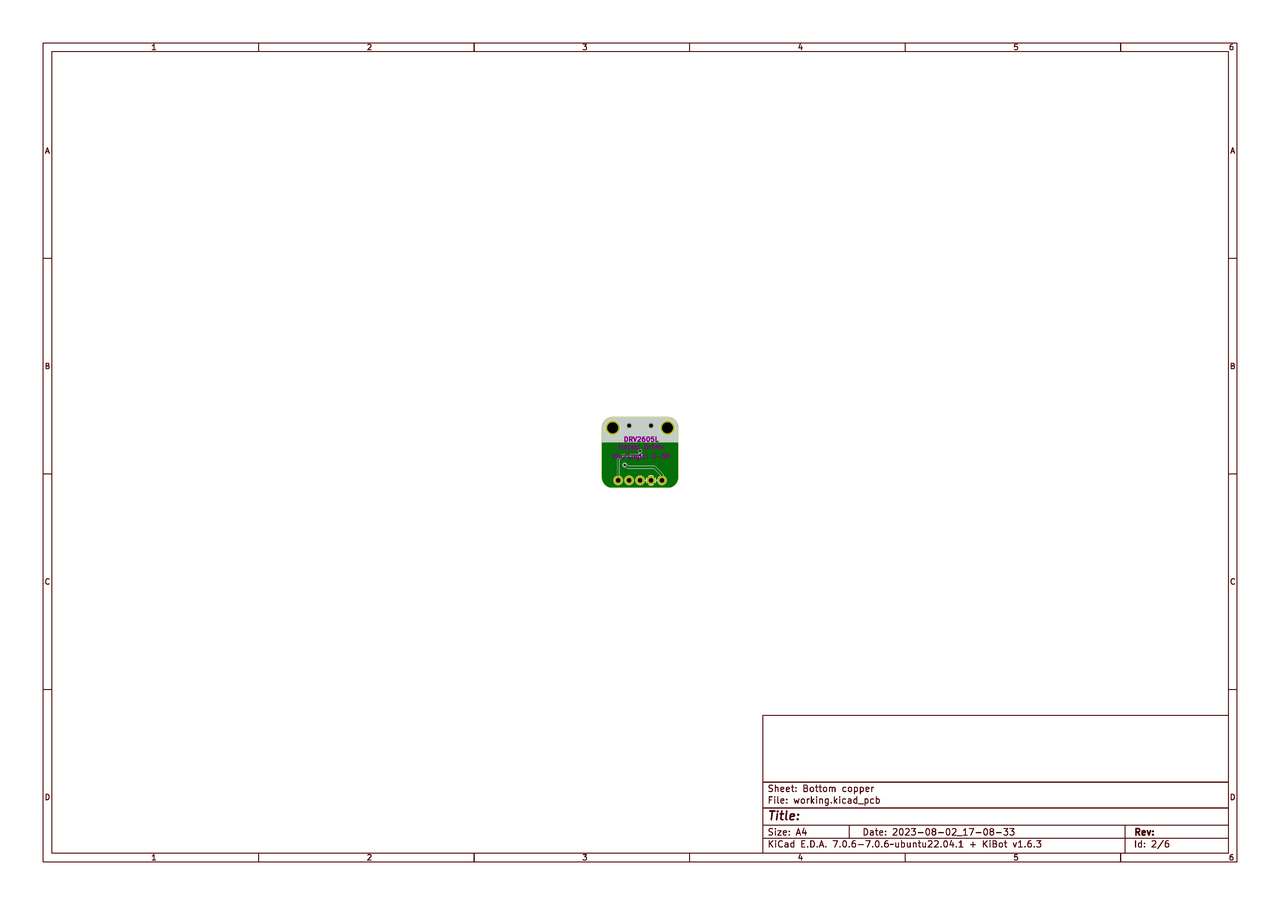 1 2 3 4 5 6
A A
B B
DRV2605L
C C
Sheet: Bottom copper
File: working.kicad_pcb
D D
Title:
Size: A4 Date: 2023-08-02_17-08-33 Rev:
KiCad E.D.A. 7.0.6-7.0.6~ubuntu22.04.1 + KiBot v1.6.3 Id: 2/6
1 2 3 4 5 6